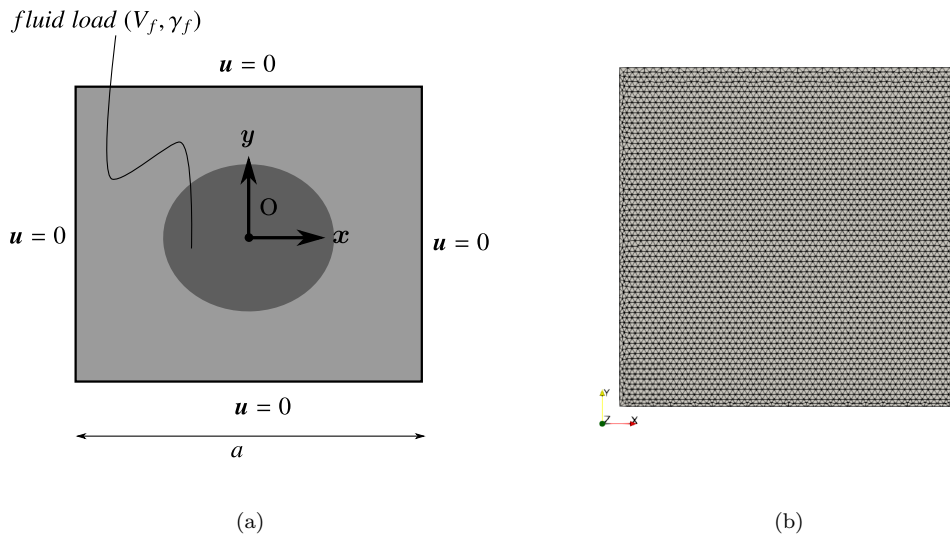 fluid load (V_f, γ_f)
u = 0
y
O
u = 0
x
u = 0
u = 0
a
Y
Z
X
(a)
(b)